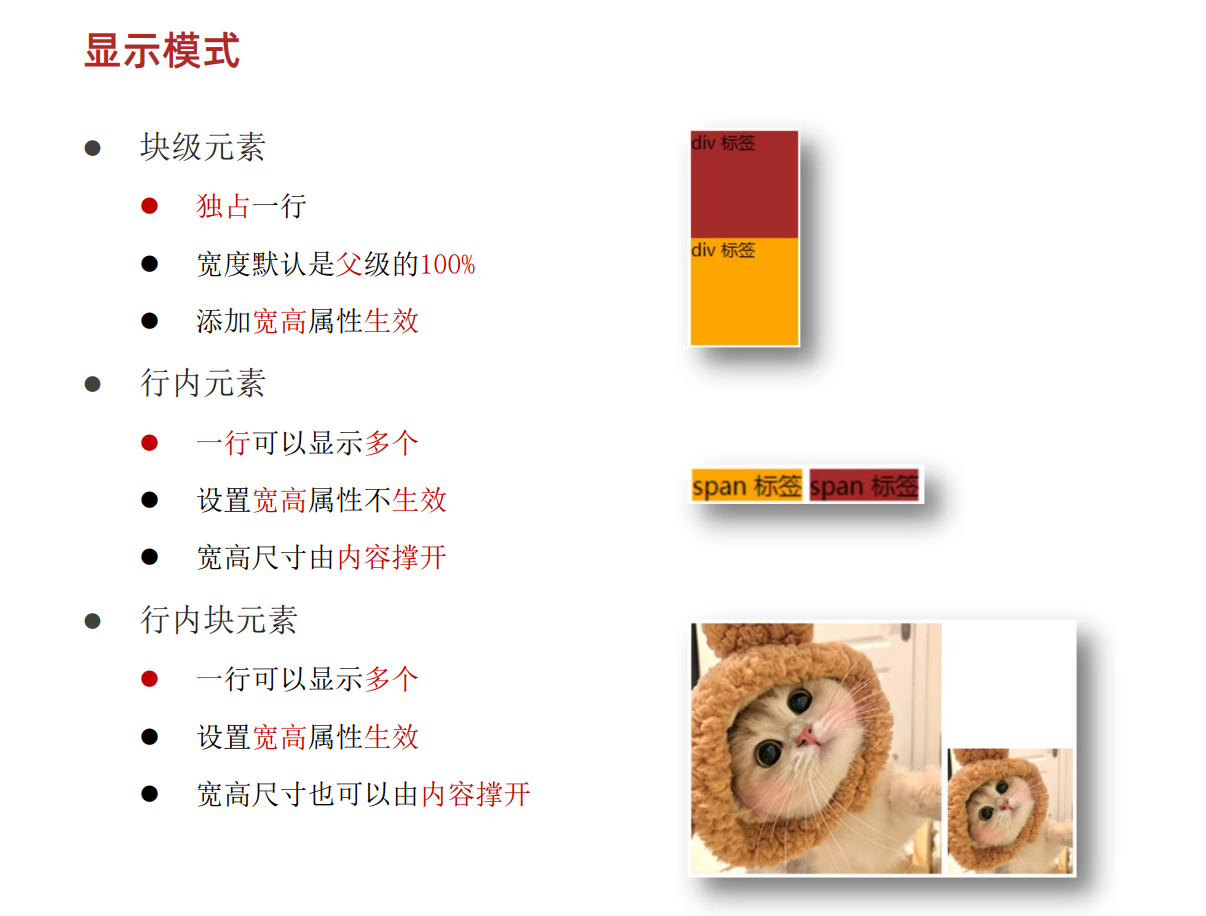 显示模式
块级元素
独占一行
宽度默认是父级的100%
添加宽高属性生效
div 标签
div 标签
行内元素
一行可以显示多个
设置宽高属性不生效
宽高尺寸由内容撑开
span 标签 span 标签
行内块元素
一行可以显示多个
设置宽高属性生效
宽高尺寸也可以由内容撑开